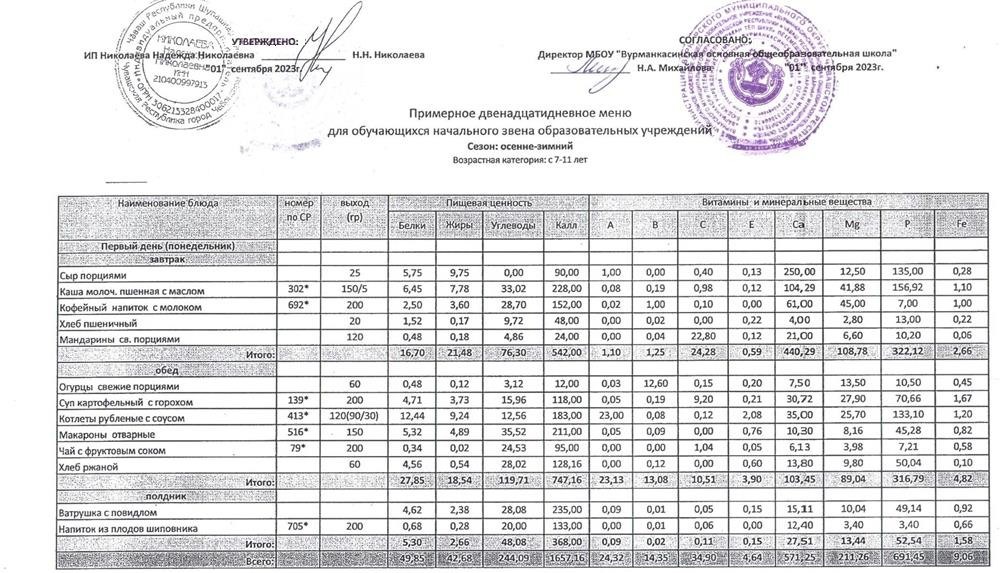 УТВЕРЖДЕНО:
ИП Николаева Надежда Николаевна Н.Н. Николаева
"01" сентября 2023г.
СОГЛАСОВАНО:
Директор МБОУ "Вурманкасинская основная общеобразовательная школа"
Н.А. Михайлова "01" сентября 2023г.
НИКОЛАЕВА
Надежда
Николаевна
ИНН
210400997913
Примерное двенадцатидневное меню
для обучающихся начального звена образовательных учреждений
Сезон: осенне-зимний
Возрастная категория: с 7-11 лет
Наименование блюда номер по СР выход (гр) Пищевая ценность Витамины и минеральные вещества
Белки Жиры Углеводы Калл A B C E Ca Mg P Fe
Первый день (понедельник)
завтрак
Сыр порциями 25 5,75 9,75 0,00 90,00 1,00 0,00 0,40 0,13 250,00 12,50 135,00 0,28
Каша молоч. пшенная с маслом 302* 150/5 6,45 7,78 33,02 228,00 0,08 0,19 0,98 0,12 104,29 41,88 156,92 1,10
Кофейный напиток с молоком 692* 200 2,50 3,60 28,70 152,00 0,02 1,00 0,10 0,00 61,00 45,00 7,00 1,00
Хлеб пшеничный 20 1,52 0,17 9,72 48,00 0,00 0,02 0,00 0,22 4,00 2,80 13,00 0,22
Мандарины св. порциями 120 0,48 0,18 4,86 24,00 0,00 0,04 22,80 0,12 21,00 6,60 10,20 0,06
Итого: 16,70 21,48 76,30 542,00 1,10 1,25 24,28 0,59 440,29 108,78 322,12 2,66
обед
Огурцы свежие порциями 60 0,48 0,12 3,12 12,00 0,03 12,60 0,15 0,20 7,50 13,50 10,50 0,45
Суп картофельный с горохом 139* 200 4,71 3,73 15,96 118,00 0,05 0,19 9,20 0,21 30,72 27,90 70,66 1,67
Котлеты рубленые с соусом 413* 120(90/30) 12,44 9,24 12,56 183,00 23,00 0,08 0,12 2,08 35,00 25,70 133,10 1,20
Макароны отварные 516* 150 5,32 4,89 35,52 211,00 0,05 0,09 0,00 0,76 10,30 8,16 45,28 0,82
Чай с фруктовым соком 79* 200 0,34 0,02 24,53 95,00 0,00 0,00 1,04 0,05 6,13 3,98 7,21 0,58
Хлеб ржаной 60 4,56 0,54 28,02 128,16 0,00 0,12 0,00 0,60 13,80 9,80 50,04 0,10
Итого: 27,85 18,54 119,71 747,16 23,13 13,08 10,51 3,90 103,45 89,04 316,79 4,82
полдник
Ватрушка с повидлом 4,62 2,38 28,08 235,00 0,09 0,01 0,05 0,15 15,11 10,04 49,14 0,92
Напиток из плодов шиповника 705* 200 0,68 0,28 20,00 133,00 0,00 0,01 0,06 0,00 12,40 3,40 3,40 0,66
Итого: 5,30 2,66 48,08 368,00 0,09 0,02 0,11 0,15 27,51 13,44 52,54 1,58
Всего: 49,85 42,68 244,09 1657,16 24,32 14,35 34,90 4,64 571,25 211,26 691,45 9,06